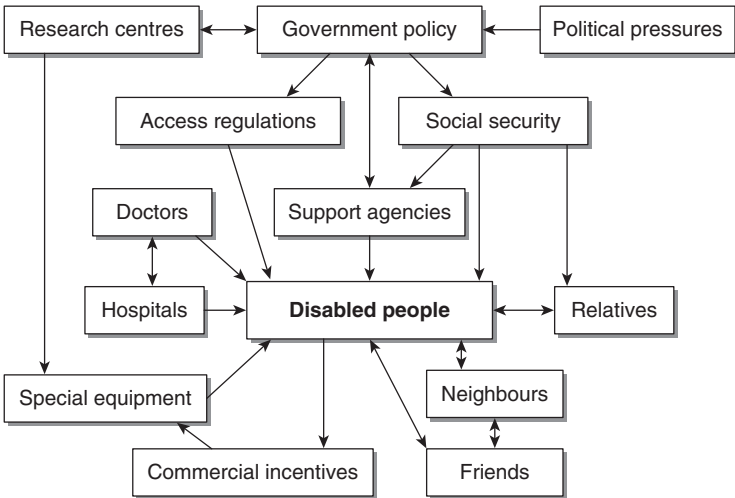 Research centres
Government policy
Political pressures
Access regulations
Social security
Doctors
Support agencies
Hospitals
Disabled people
Relatives
Special equipment
Neighbours
Commercial incentives
Friends